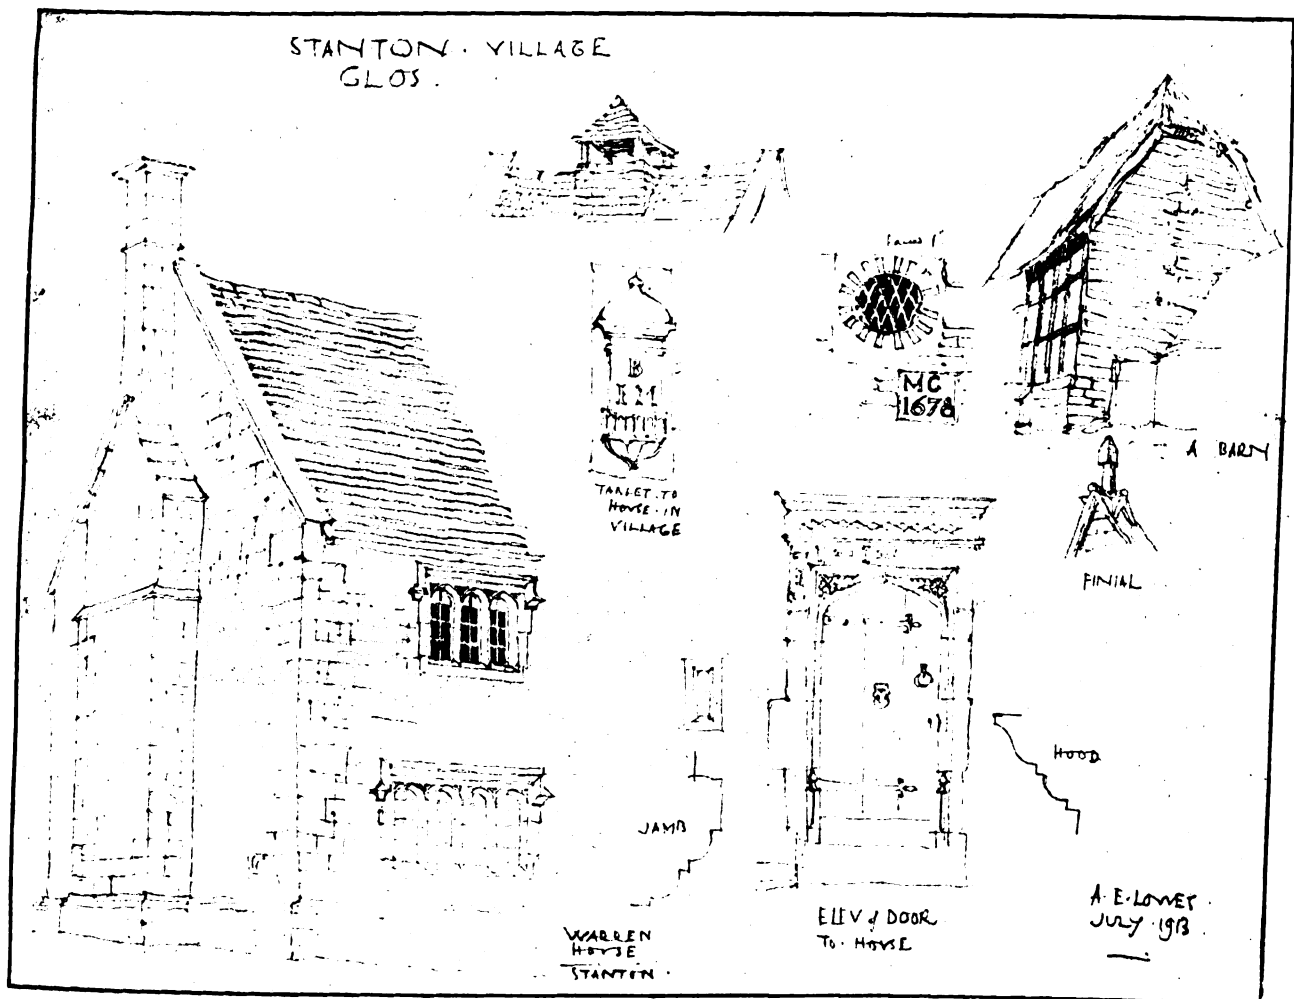 STANTON · VILLAGE
GLOS.
MC
1678
A BARN
TARGET · TO
HOUSE · IN
VILLAGE
FINIAL
HOOD
JAMB
ELEV of DOOR
TO · HOUSE
WARREN
HOUSE
STANTON ·
A · E · LOWES ·
JULY · 1913 ·